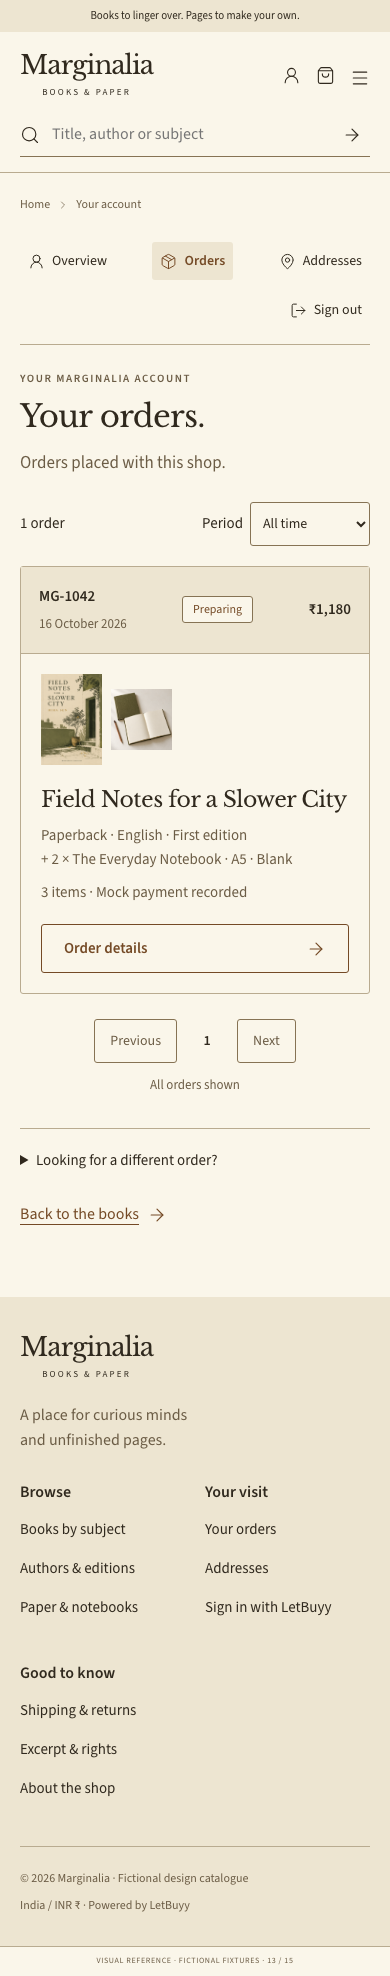 Books to linger over. Pages to make your own.
Marginalia
BOOKS & PAPER
Title, author or subject
Home
Your account
Overview
Orders
Addresses
Sign out
YOUR MARGINALIA ACCOUNT
Your orders.
Orders placed with this shop.
1 order
Period
All time
MG-1042
16 October 2026
Preparing
₹1,180
FIELD
NOTES
FOR A
SLOWER
CITY
Field Notes for a Slower City
Paperback · English · First edition
+ 2 × The Everyday Notebook · A5 · Blank
3 items · Mock payment recorded
Order details
Previous
1
Next
All orders shown
Looking for a different order?
Back to the books
Marginalia
BOOKS & PAPER
A place for curious minds
and unfinished pages.
Browse
Books by subject
Authors & editions
Paper & notebooks
Your visit
Your orders
Addresses
Sign in with LetBuyy
Good to know
Shipping & returns
Excerpt & rights
About the shop
© 2026 Marginalia · Fictional design catalogue
India / INR ₹ · Powered by LetBuyy
VISUAL REFERENCE · FICTIONAL FIXTURES · 13 / 15